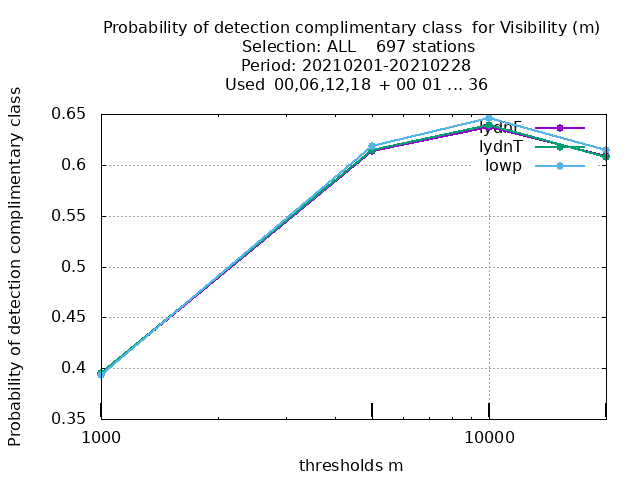 Probability of detection complimentary class for Visibility (m)
Selection: ALL 697 stations
Period: 20210201-20210228
Used 00,06,12,18 + 00 01 ... 36
Probability of detection complimentary class
0.65
0.6
0.55
0.5
0.45
0.4
0.35
lydnF
lydnT
lowp
1000
10000
thresholds m